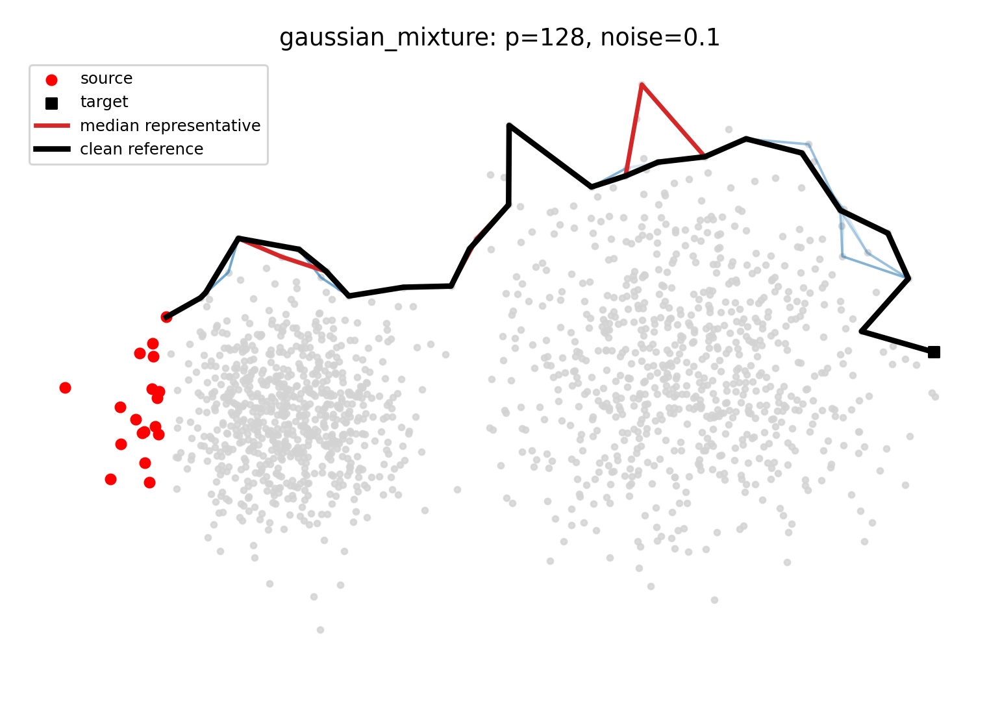 gaussian_mixture: p=128, noise=0.1
source
target
median representative
clean reference